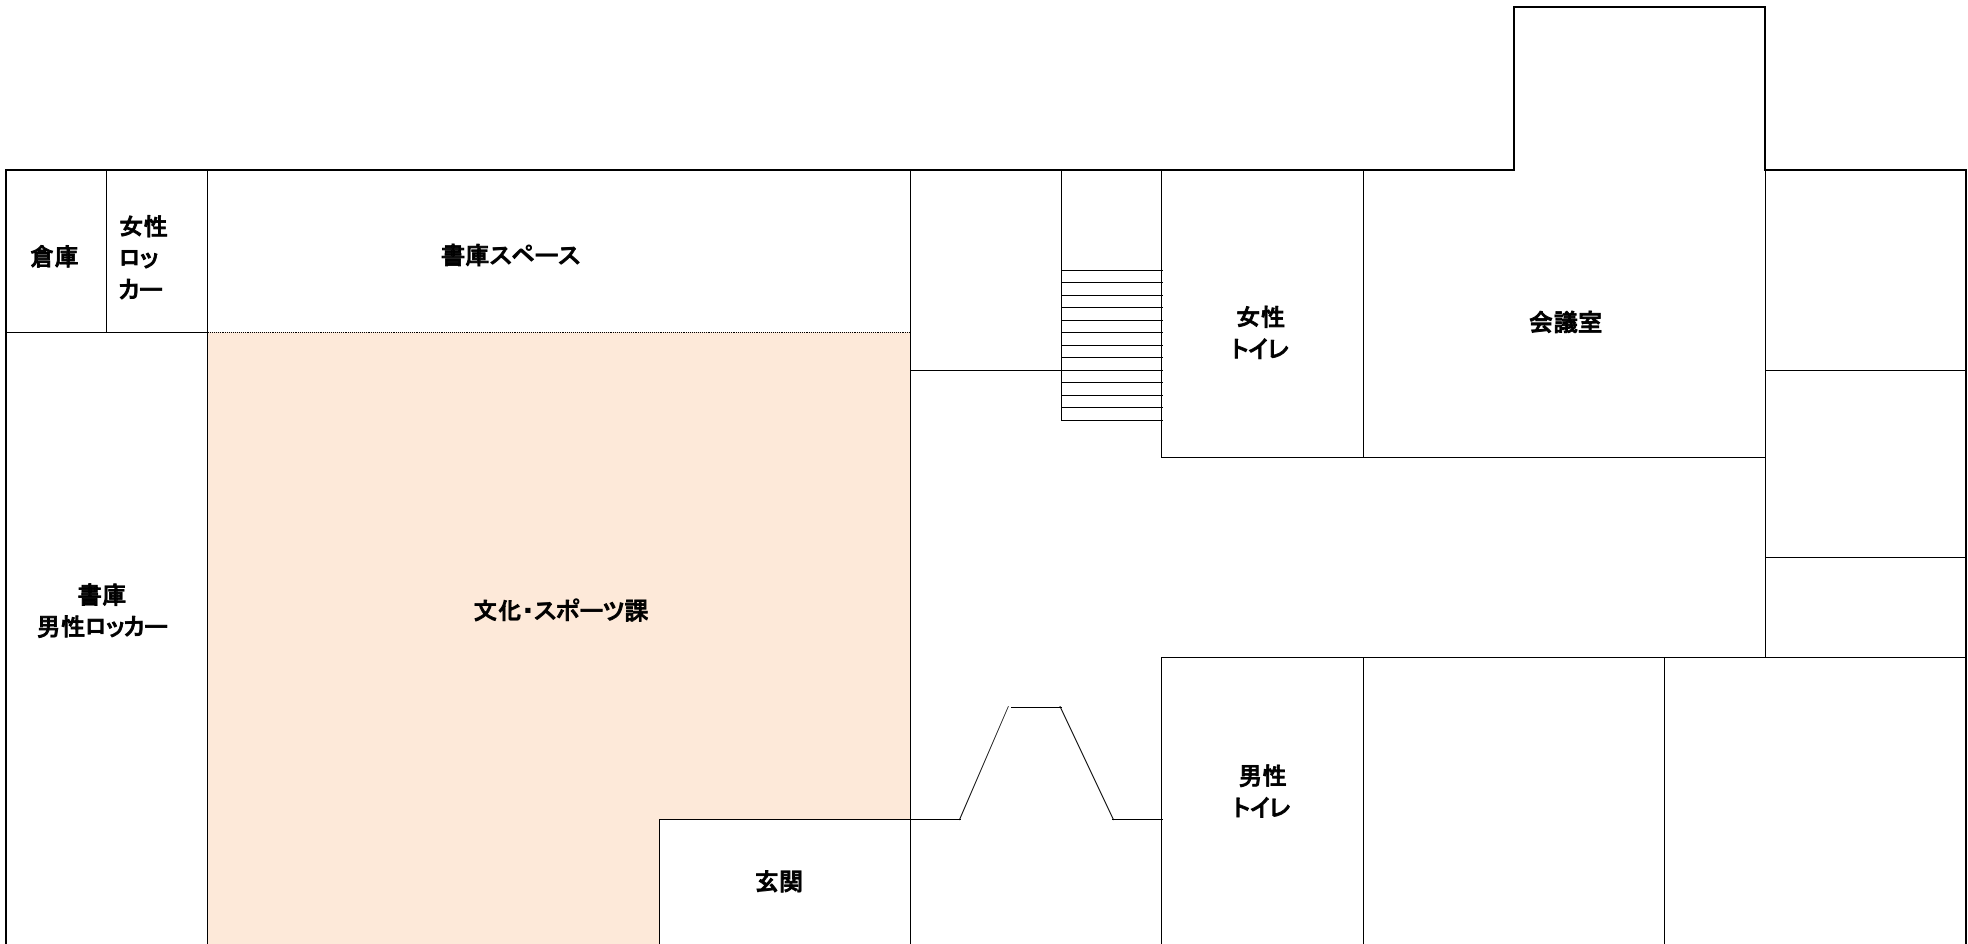 倉庫
女性
ロッ
カー
書庫スペース
女性
トイレ
会議室
書庫
男性ロッカー
文化・スポーツ課
男性
トイレ
玄関